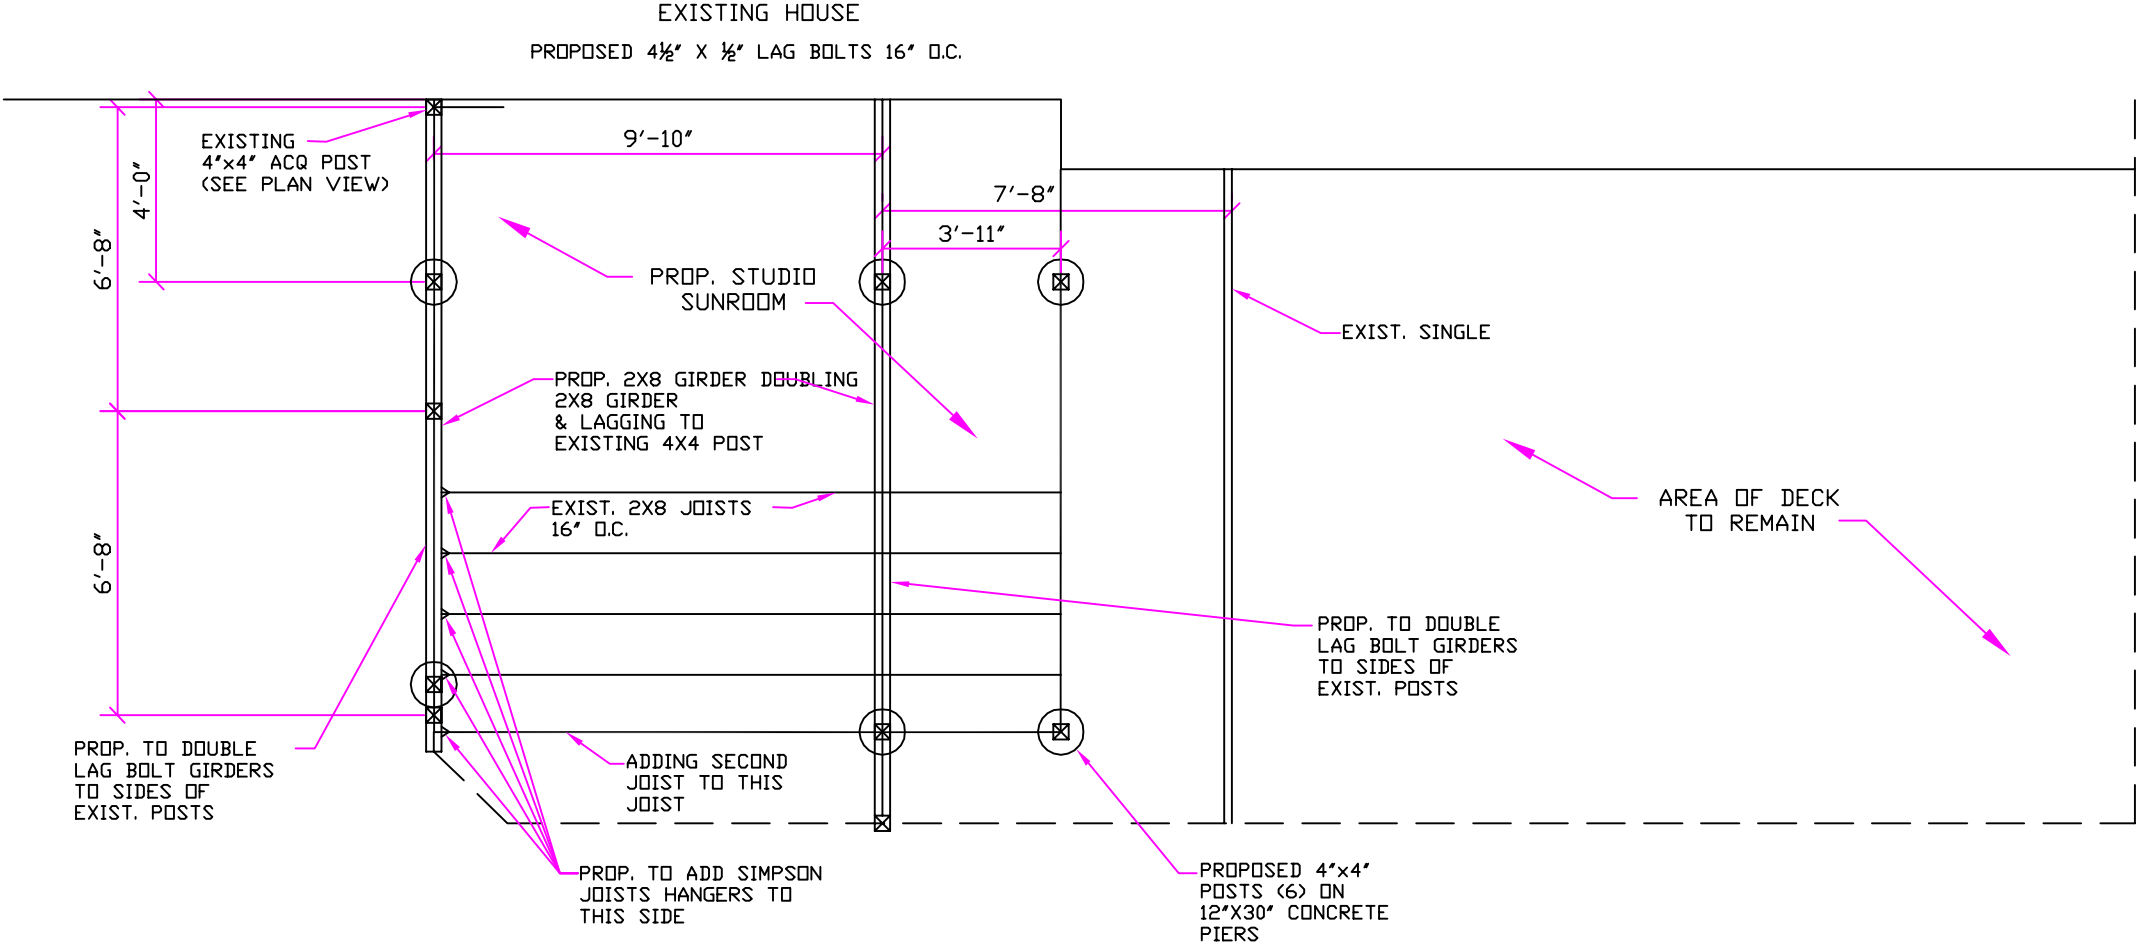 EXISTING HOUSE
PROPOSED 4½" X ½" LAG BOLTS 16" O.C.
EXISTING
4"x4" ACQ POST
(SEE PLAN VIEW)
9'-10"
4'-0"
6'-8"
7'-8"
3'-11"
PROP. STUDIO
SUNROOM
EXIST. SINGLE
PROP. 2X8 GIRDER DOUBLING
2X8 GIRDER
& LAGGING TO
EXISTING 4X4 POST
EXIST. 2X8 JOISTS
16" O.C.
AREA OF DECK
TO REMAIN
6'-8"
PROP. TO DOUBLE
LAG BOLT GIRDERS
TO SIDES OF
EXIST. POSTS
PROP. TO DOUBLE
LAG BOLT GIRDERS
TO SIDES OF
EXIST. POSTS
ADDING SECOND
JOIST TO THIS
JOIST
PROP. TO ADD SIMPSON
JOISTS HANGERS TO
THIS SIDE
PROPOSED 4"x4"
POSTS (6) ON
12"X30" CONCRETE
PIERS